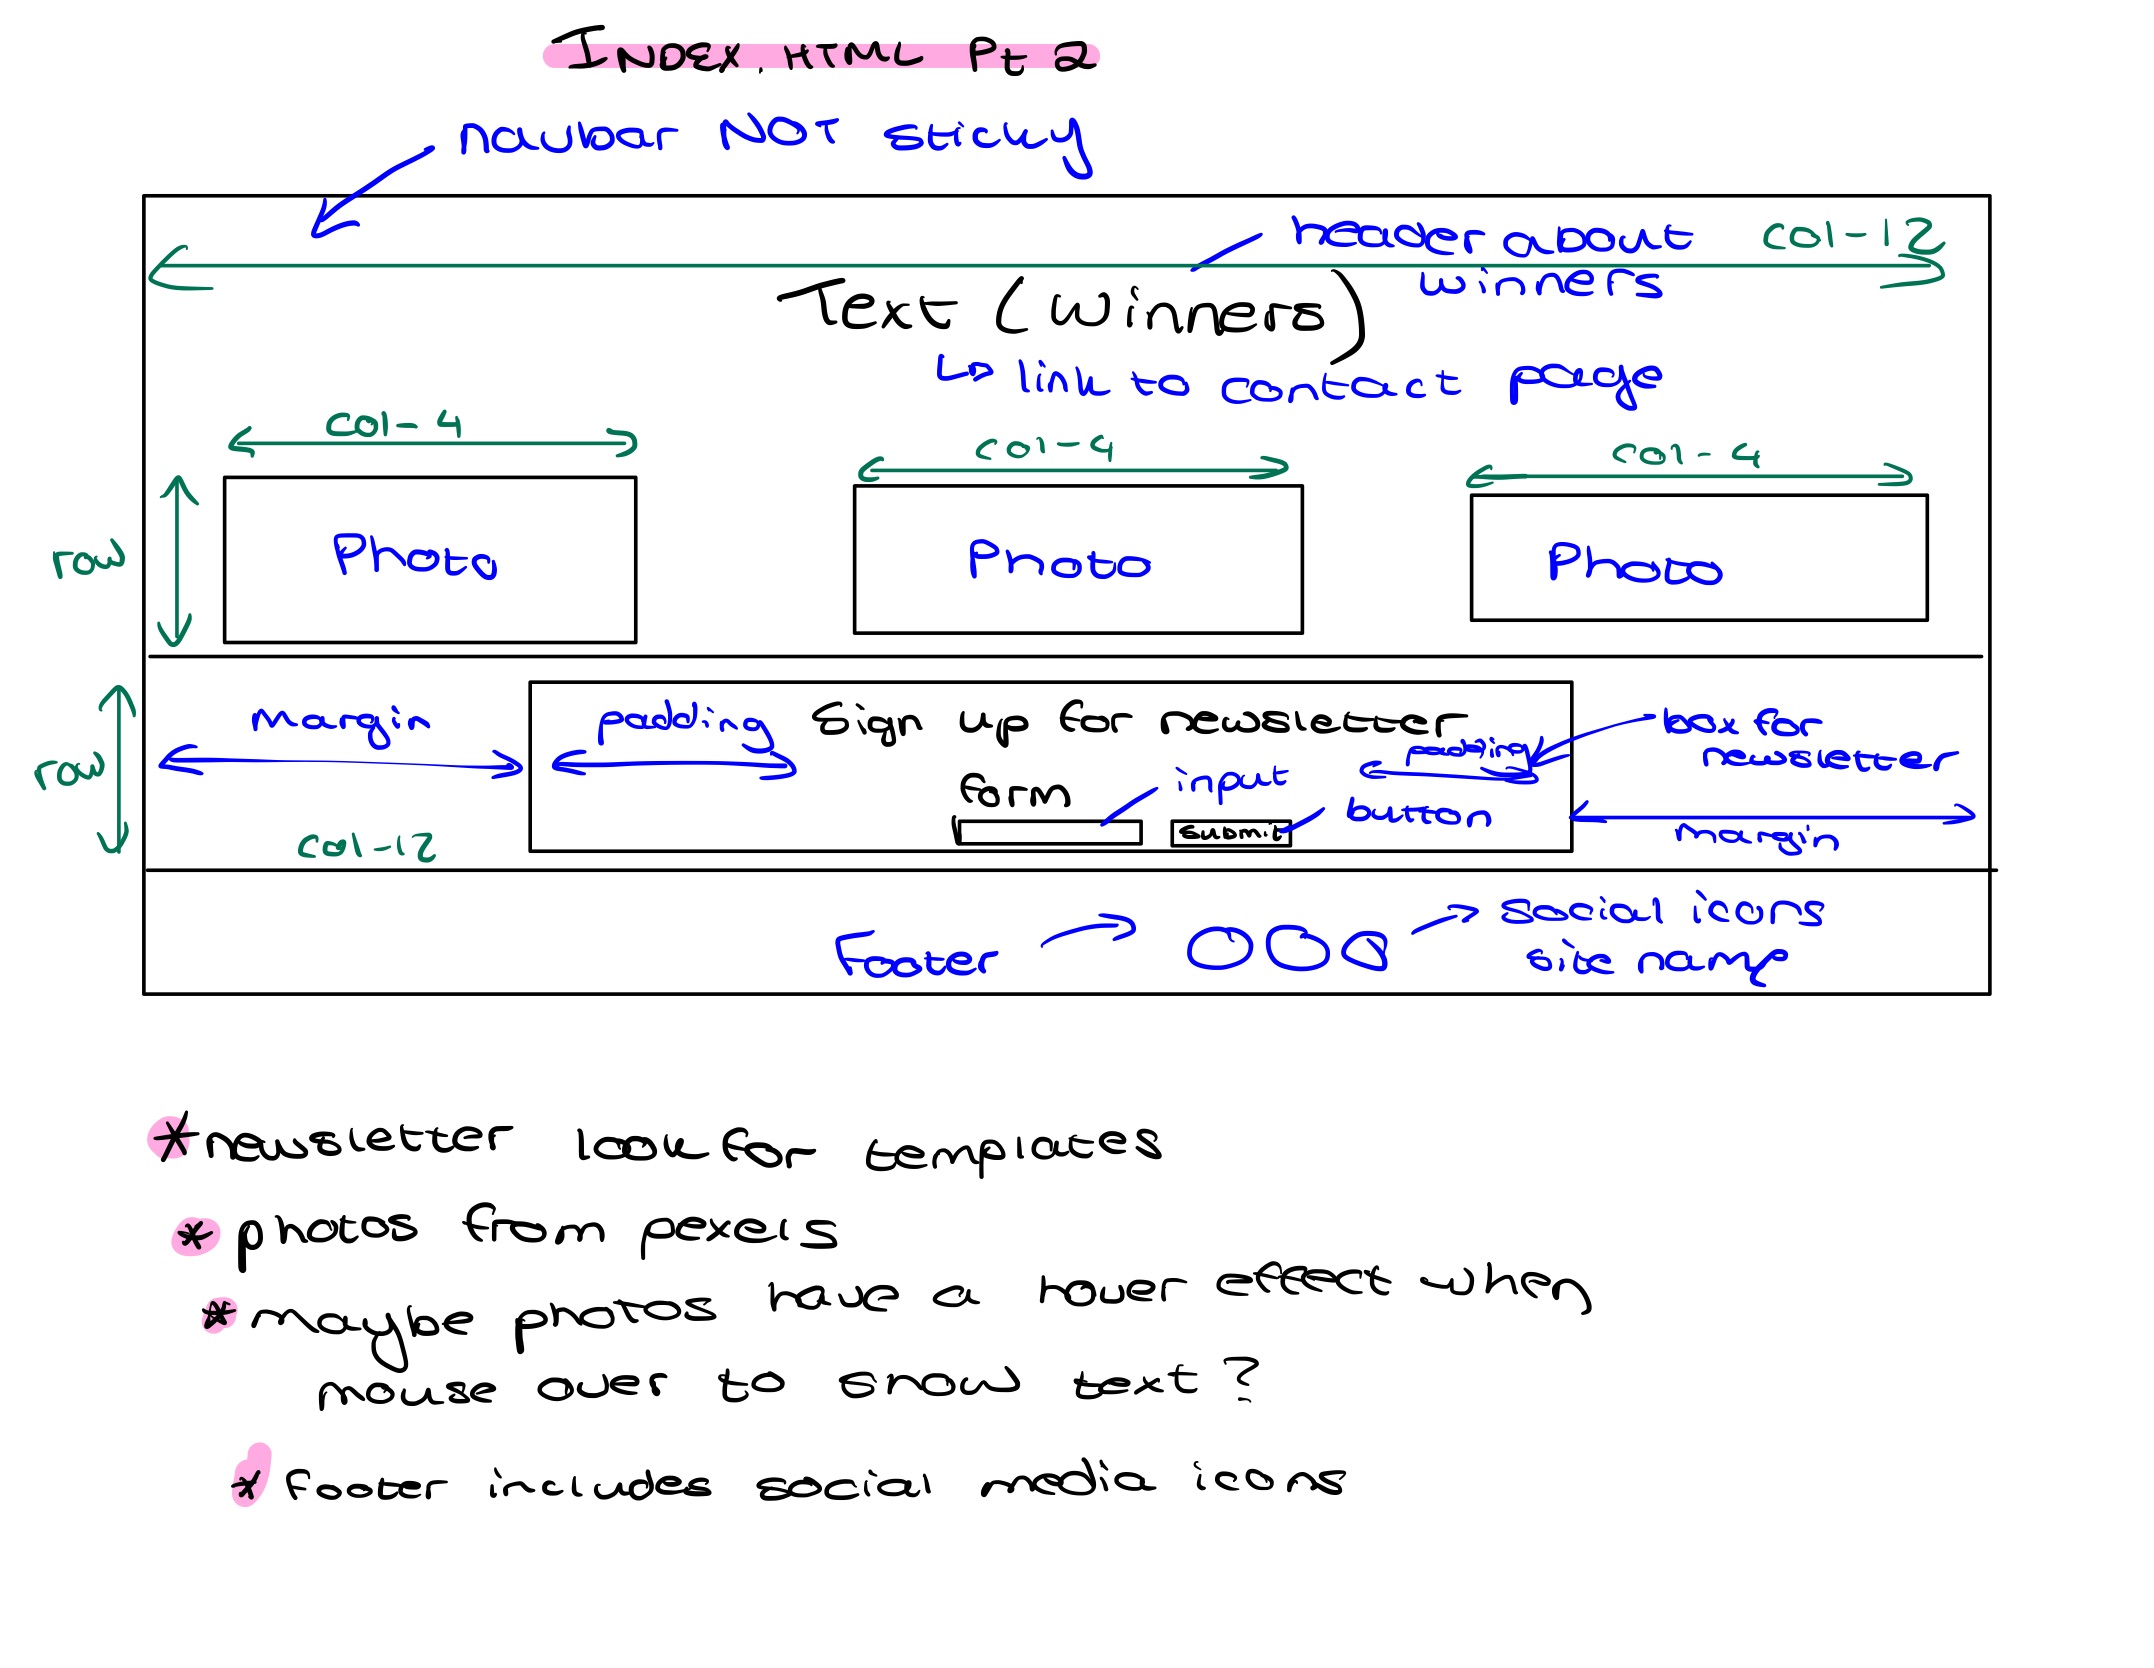 INDEX.HTML Pt 2
navbar NOT sticky
header about col-12
winners
Text (winners)
link to contact page
col-4 col-4 col-4
row Photo Photo Photo
margin padding Sign up for newsletter box for
row padding newsletter
form input
button
submit
margin
col-12
social icons
Footer site name
*newsletter look for templates
* photos from pexels
* maybe photos have a hover effect when
mouse over to show text?
* footer includes social media icons